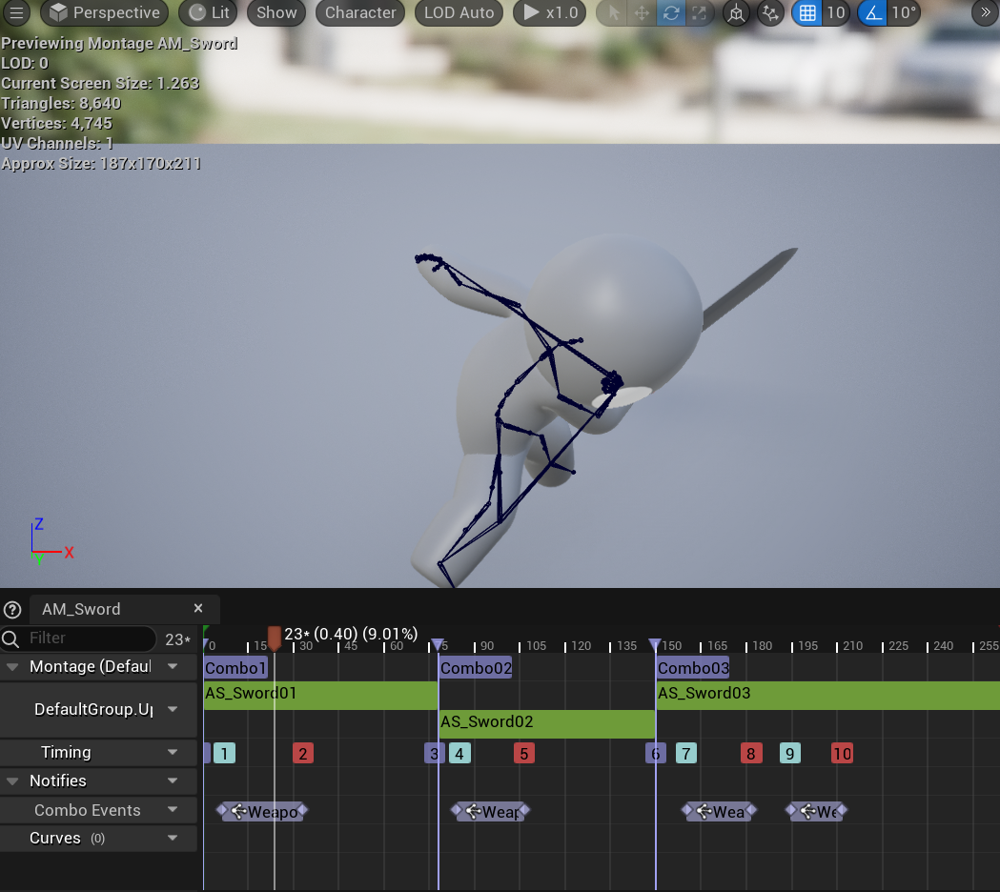 Perspective Lit Show Character LOD Auto x1.0 10 10°
Previewing Montage AM_Sword
LOD: 0
Current Screen Size: 1.263
Triangles: 8,640
Vertices: 4,745
UV Channels: 1
Approx Size: 187x170x211
Z
X
Y
AM_Sword
Filter 23*
23* (0.40) (9.01%)
0 15 30 45 60 75 90 105 120 135 150 165 180 195 210 225 240 255
Montage (Defaul
Combo1 Combo02 Combo03
AS_Sword01 AS_Sword03
DefaultGroup.Up
AS_Sword02
Timing 1 2 3 4 5 6 7 8 9 10
Notifies
Combo Events Weapo Weap Wea We
Curves (0)